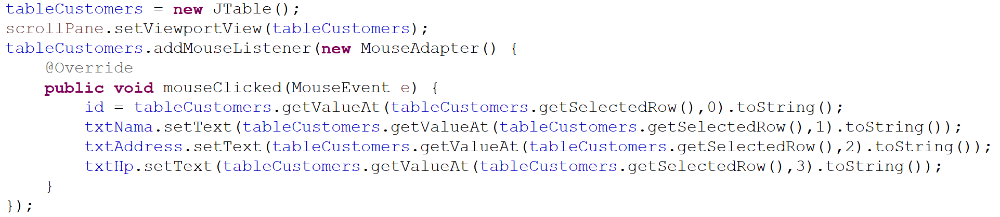 tableCustomers = new JTable();
scrollPane.setViewportView(tableCustomers);
tableCustomers.addMouseListener(new MouseAdapter() {
    @Override
    public void mouseClicked(MouseEvent e) {
        id = tableCustomers.getValueAt(tableCustomers.getSelectedRow(),0).toString();
        txtNama.setText(tableCustomers.getValueAt(tableCustomers.getSelectedRow(),1).toString());
        txtAddress.setText(tableCustomers.getValueAt(tableCustomers.getSelectedRow(),2).toString());
        txtHp.setText(tableCustomers.getValueAt(tableCustomers.getSelectedRow(),3).toString());
    }
});